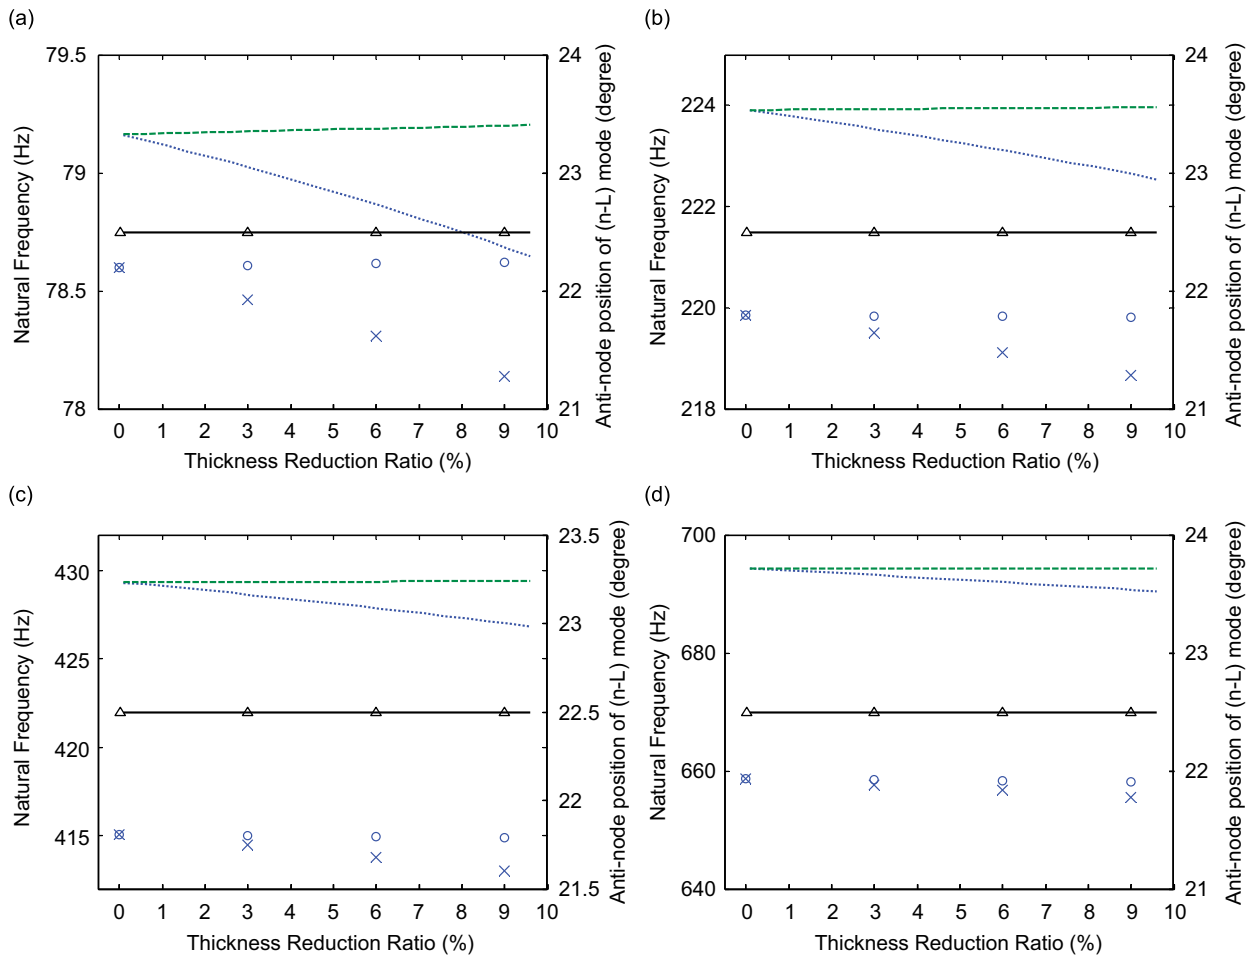 (a)
79.5
79
78.5
78
24
23
22
21
0 1 2 3 4 5 6 7 8 9 10
Natural Frequency (Hz)
Anti-node position of (n-L) mode (degree)
Thickness Reduction Ratio (%)
(b)
224
222
220
218
24
23
22
21
0 1 2 3 4 5 6 7 8 9 10
Natural Frequency (Hz)
Anti-node position of (n-L) mode (degree)
Thickness Reduction Ratio (%)
(c)
430
425
420
415
23.5
23
22.5
22
21.5
0 1 2 3 4 5 6 7 8 9 10
Natural Frequency (Hz)
Anti-node position of (n-L) mode (degree)
Thickness Reduction Ratio (%)
(d)
700
680
660
640
24
23
22
21
0 1 2 3 4 5 6 7 8 9 10
Natural Frequency (Hz)
Anti-node position of (n-L) mode (degree)
Thickness Reduction Ratio (%)